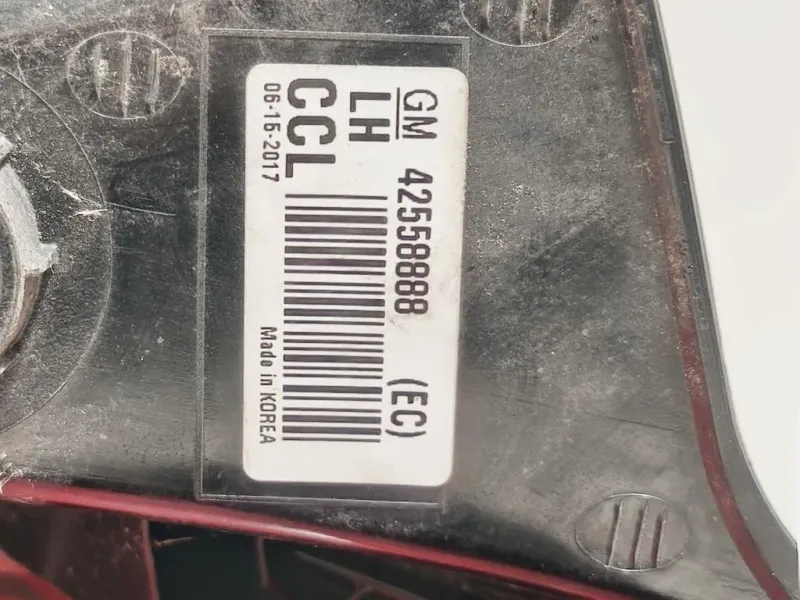 GM 42558888 (EC)
LH
CCL
06-15-2017 Made in KOREA